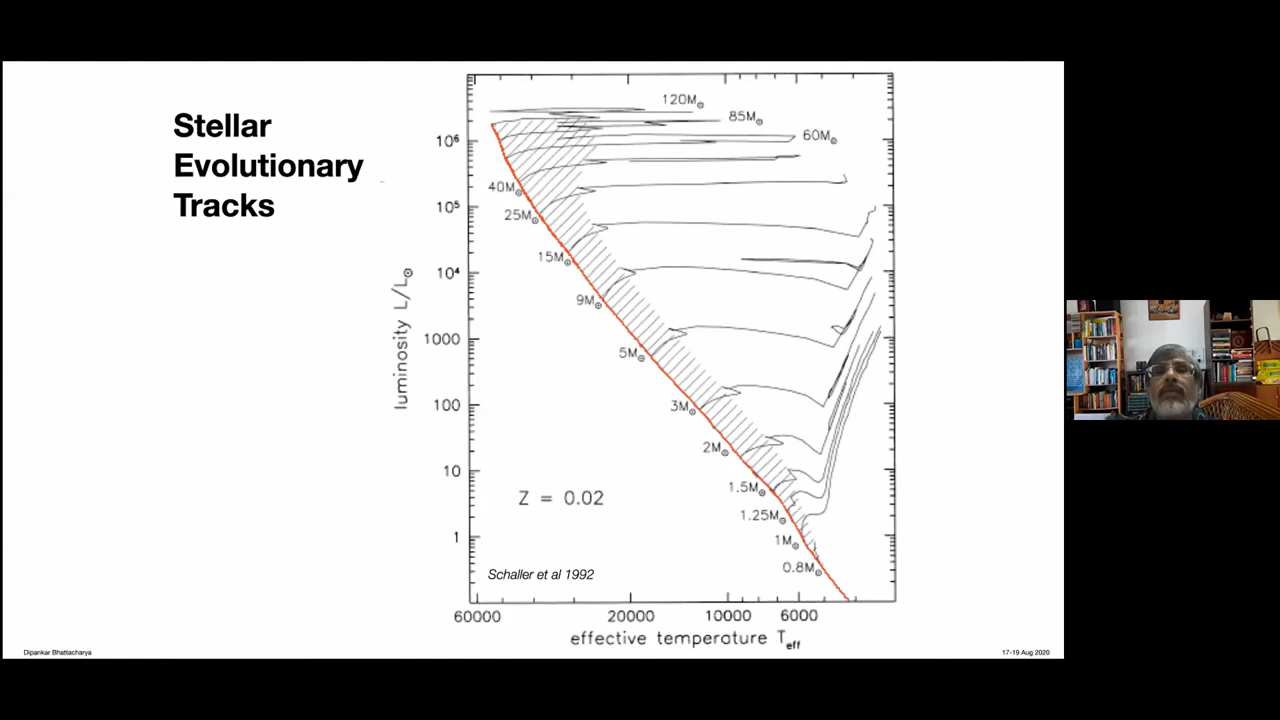 Stellar
Evolutionary
Tracks
120M⊙
85M⊙
60M⊙
40M⊙
25M⊙
15M⊙
9M⊙
5M⊙
3M⊙
2M⊙
1.5M⊙
1.25M⊙
1M⊙
0.8M⊙
10⁶
10⁵
10⁴
1000
100
10
1
luminosity L/L⊙
Z = 0.02
Schaller et al 1992
60000 20000 10000 6000
effective temperature Teff
Dipankar Bhattacharya
17-19 Aug 2020